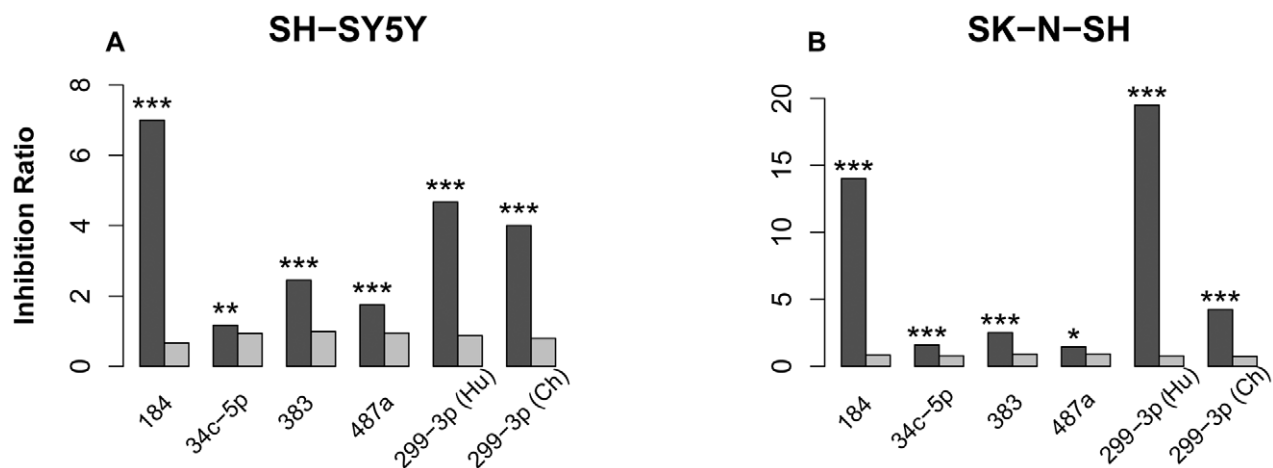 A
SH−SY5Y
Inhibition Ratio
8
6
4
2
0
***
**
***
***
***
***
184
34c−5p
383
487a
299−3p (Hu)
299−3p (Ch)
B
SK−N−SH
20
15
10
5
0
***
***
***
*
***
***
184
34c−5p
383
487a
299−3p (Hu)
299−3p (Ch)